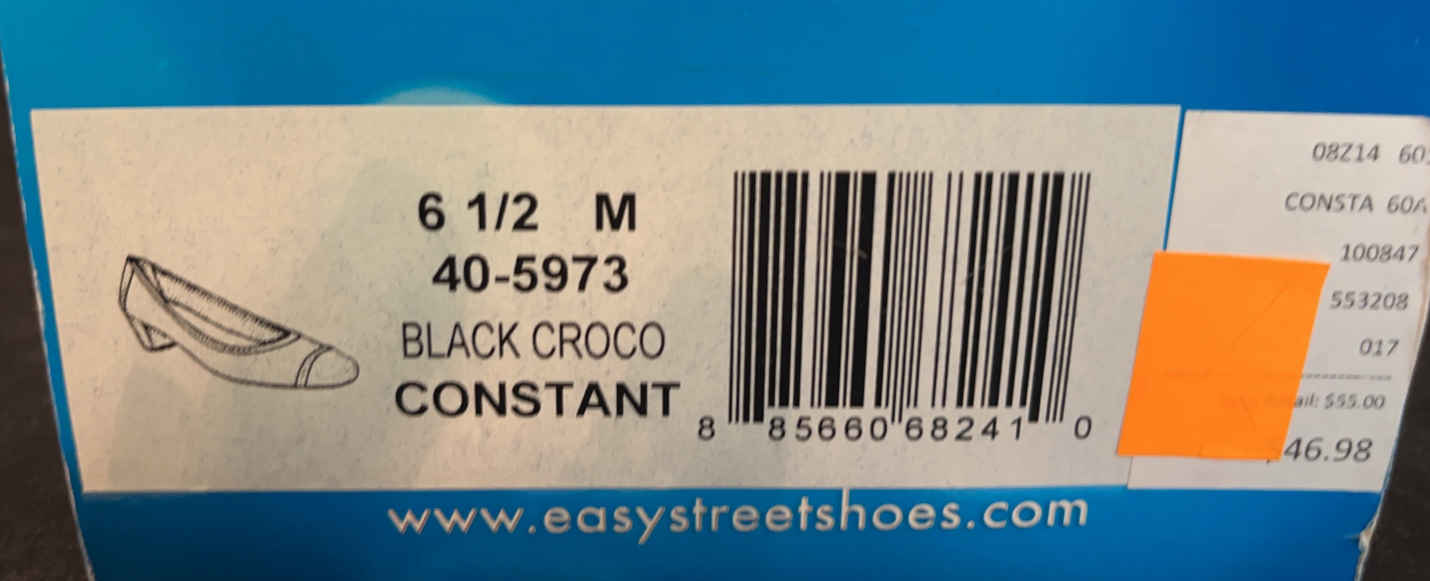 6 1/2 M
40-5973
BLACK CROCO
CONSTANT
8 85660 68241 0
www.easystreetshoes.com
08Z14
CONSTA
100847
553208
017
$55.00
46.98